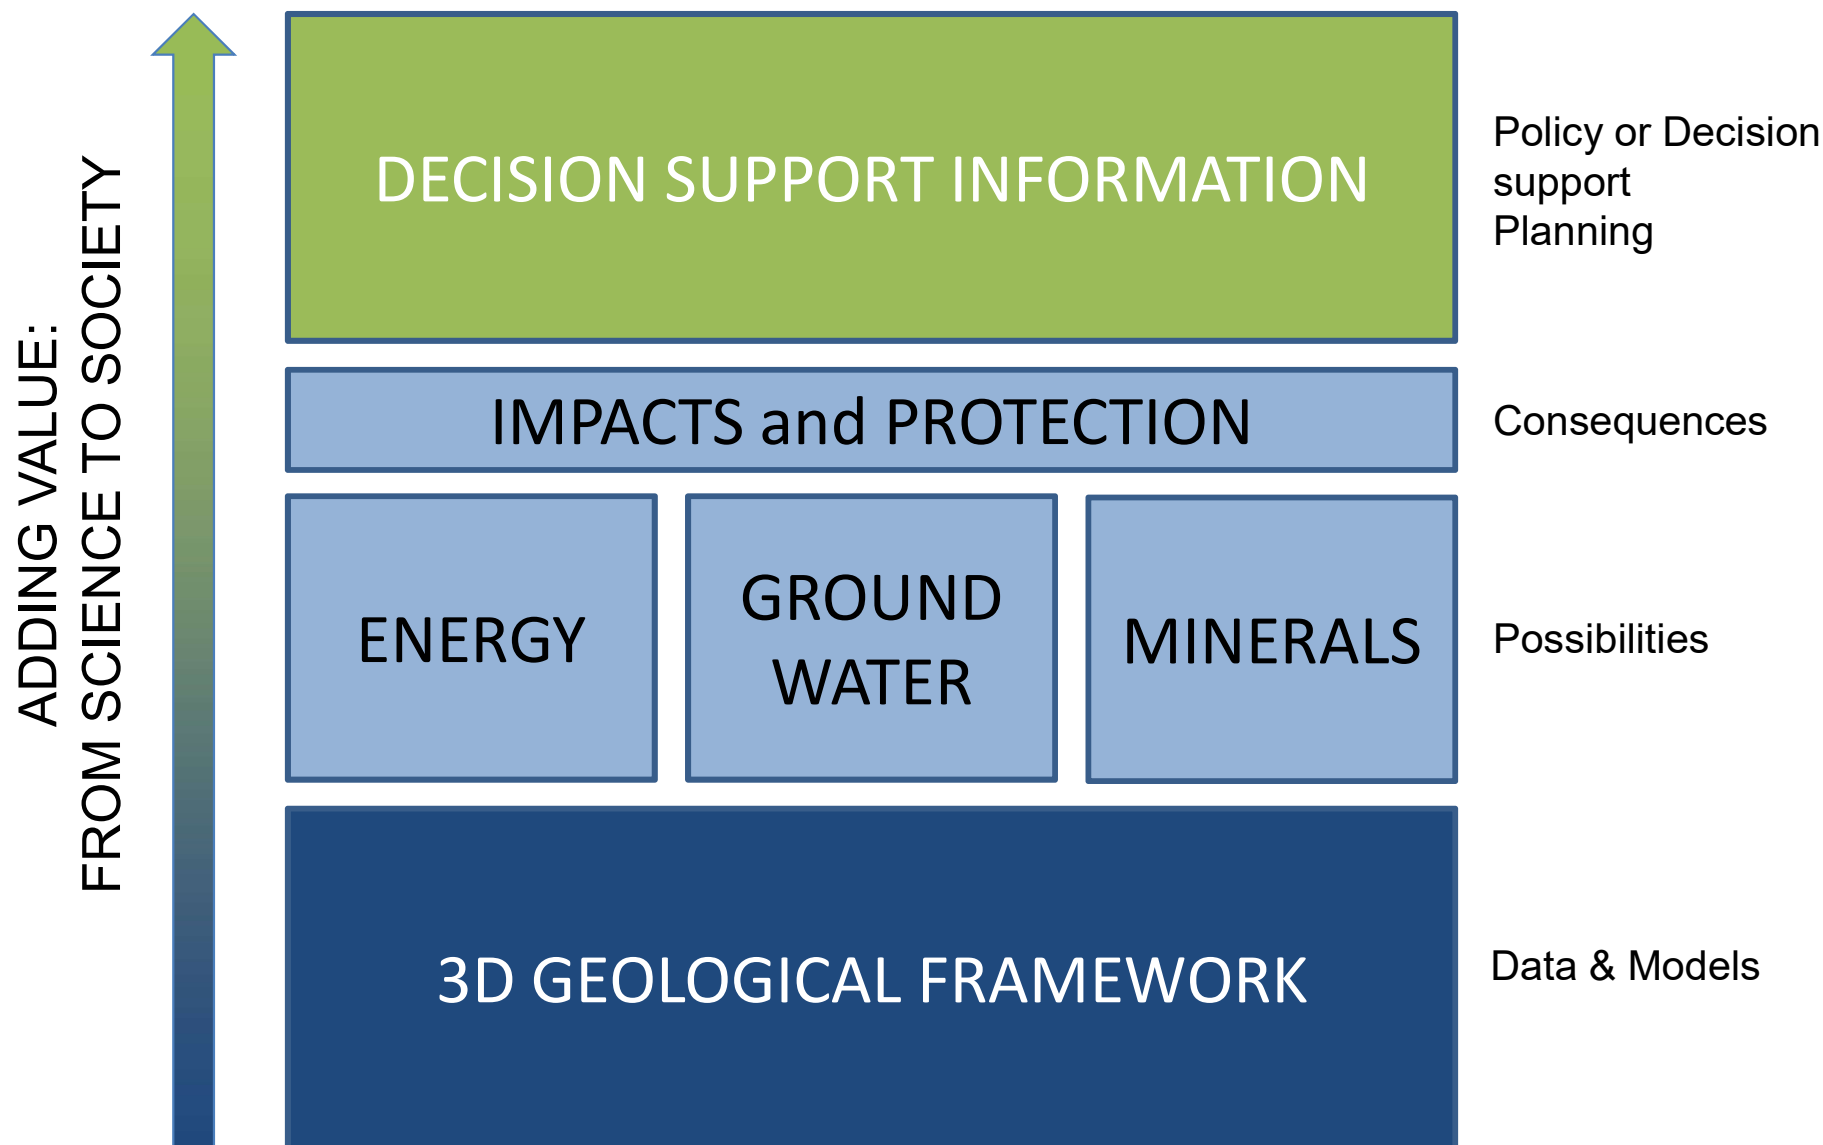 ADDING VALUE:
FROM SCIENCE TO SOCIETY
DECISION SUPPORT INFORMATION
Policy or Decision
support
Planning
IMPACTS and PROTECTION
Consequences
ENERGY
GROUND
WATER
MINERALS
Possibilities
3D GEOLOGICAL FRAMEWORK
Data & Models